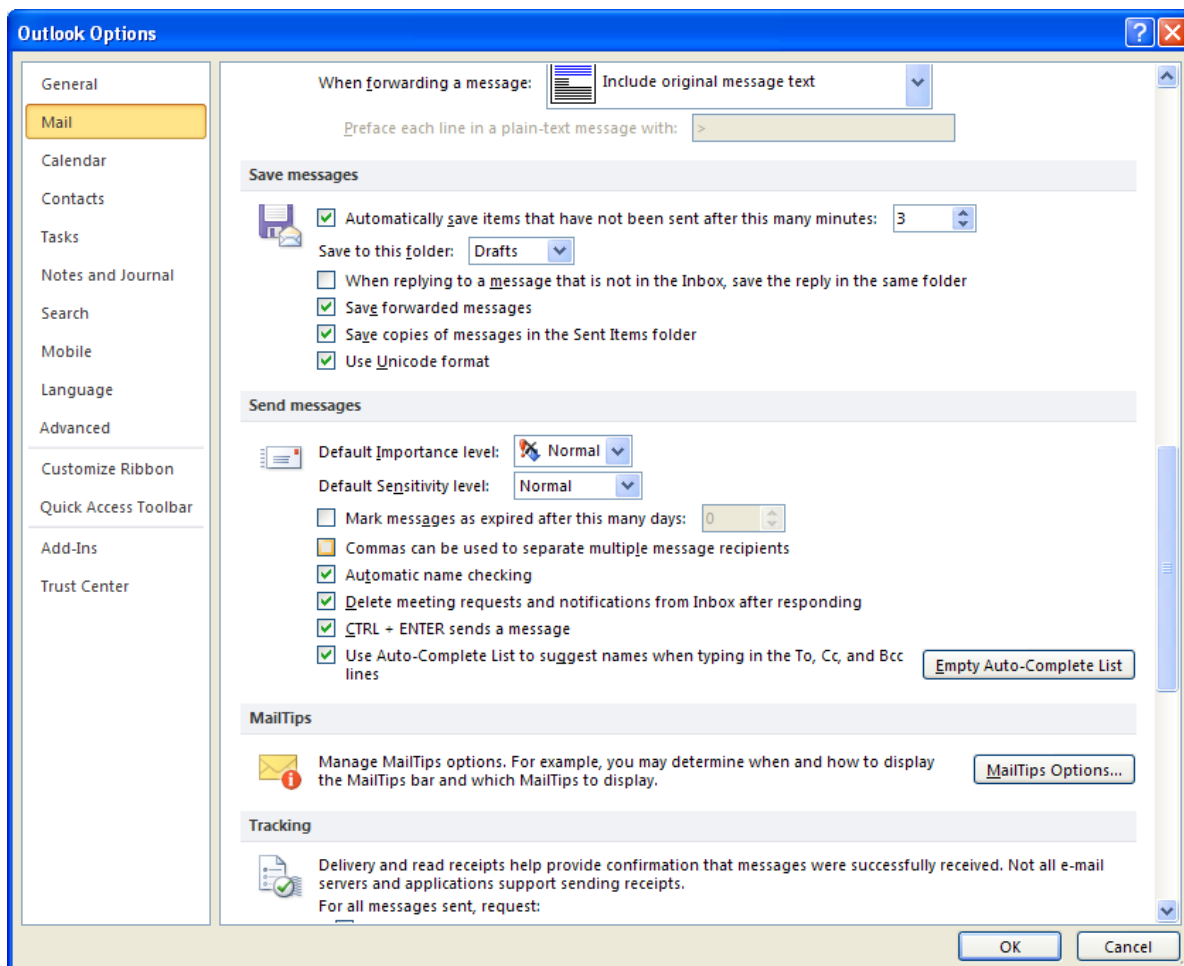 Outlook Options
General
Mail
Calendar
Contacts
Tasks
Notes and Journal
Search
Mobile
Language
Advanced
Customize Ribbon
Quick Access Toolbar
Add-Ins
Trust Center
When forwarding a message: Include original message text
Preface each line in a plain-text message with: >
Save messages
Automatically save items that have not been sent after this many minutes: 3
Save to this folder: Drafts
When replying to a message that is not in the Inbox, save the reply in the same folder
Save forwarded messages
Save copies of messages in the Sent Items folder
Use Unicode format
Send messages
Default Importance level: Normal
Default Sensitivity level: Normal
Mark messages as expired after this many days: 0
Commas can be used to separate multiple message recipients
Automatic name checking
Delete meeting requests and notifications from Inbox after responding
CTRL + ENTER sends a message
Use Auto-Complete List to suggest names when typing in the To, Cc, and Bcc
lines
Empty Auto-Complete List
MailTips
Manage MailTips options. For example, you may determine when and how to display
the MailTips bar and which MailTips to display.
MailTips Options...
Tracking
Delivery and read receipts help provide confirmation that messages were successfully received. Not all e-mail
servers and applications support sending receipts.
For all messages sent, request:
OK
Cancel